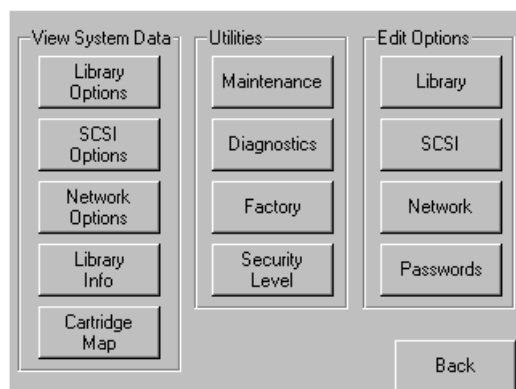 View System Data
Library
Options
SCSI
Options
Network
Options
Library
Info
Cartridge
Map
Utilities
Maintenance
Diagnostics
Factory
Security
Level
Edit Options
Library
SCSI
Network
Passwords
Back